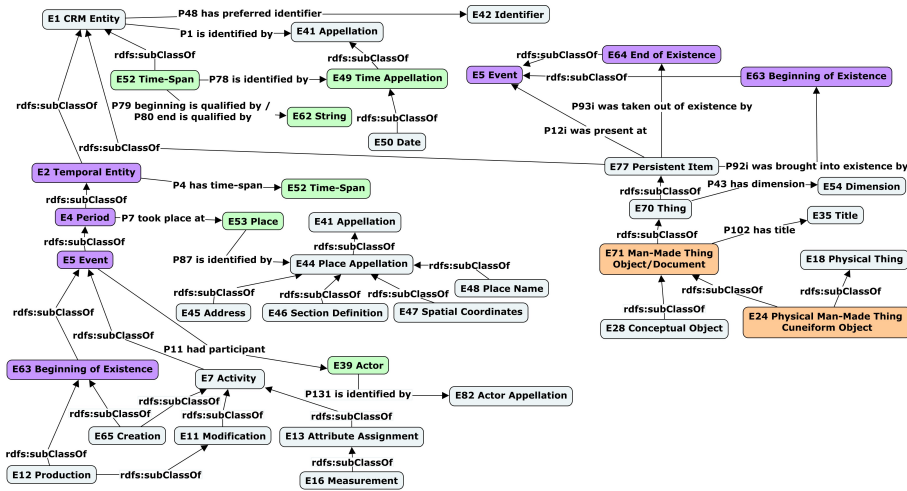 E1 CRM Entity
P48 has preferred identifier
E42 Identifier
P1 is identified by
E41 Appellation
rdfs:subClassOf
rdfs:subClassOf
E52 Time-Span
P78 is identified by
E49 Time Appellation
rdfs:subClassOf
rdfs:subClassOf
P79 beginning is qualified by /
P80 end is qualified by
E62 String
rdfs:subClassOf
E50 Date
rdfs:subClassOf
E64 End of Existence
rdfs:subClassOf
E5 Event
rdfs:subClassOf
E63 Beginning of Existence
P93i was taken out of existence by
P12i was present at
E77 Persistent Item
P92i was brought into existence by
rdfs:subClassOf
P43 has dimension
E54 Dimension
E70 Thing
E35 Title
P102 has title
rdfs:subClassOf
E71 Man-Made Thing
Object/Document
E18 Physical Thing
rdfs:subClassOf
rdfs:subClassOf
rdfs:subClassOf
E24 Physical Man-Made Thing
Cuneiform Object
E28 Conceptual Object
E2 Temporal Entity
P4 has time-span
E52 Time-Span
rdfs:subClassOf
E4 Period
P7 took place at
E53 Place
rdfs:subClassOf
E5 Event
E41 Appellation
rdfs:subClassOf
P87 is identified by
E44 Place Appellation
rdfs:subClassOf
E48 Place Name
rdfs:subClassOf
rdfs:subClassOf
rdfs:subClassOf
E45 Address
E46 Section Definition
E47 Spatial Coordinates
rdfs:subClassOf
rdfs:subClassOf
P11 had participant
E39 Actor
E63 Beginning of Existence
E7 Activity
P131 is identified by
E82 Actor Appellation
rdfs:subClassOf
rdfs:subClassOf
rdfs:subClassOf
rdfs:subClassOf
E65 Creation
E11 Modification
E13 Attribute Assignment
rdfs:subClassOf
rdfs:subClassOf
E12 Production
rdfs:subClassOf
E16 Measurement